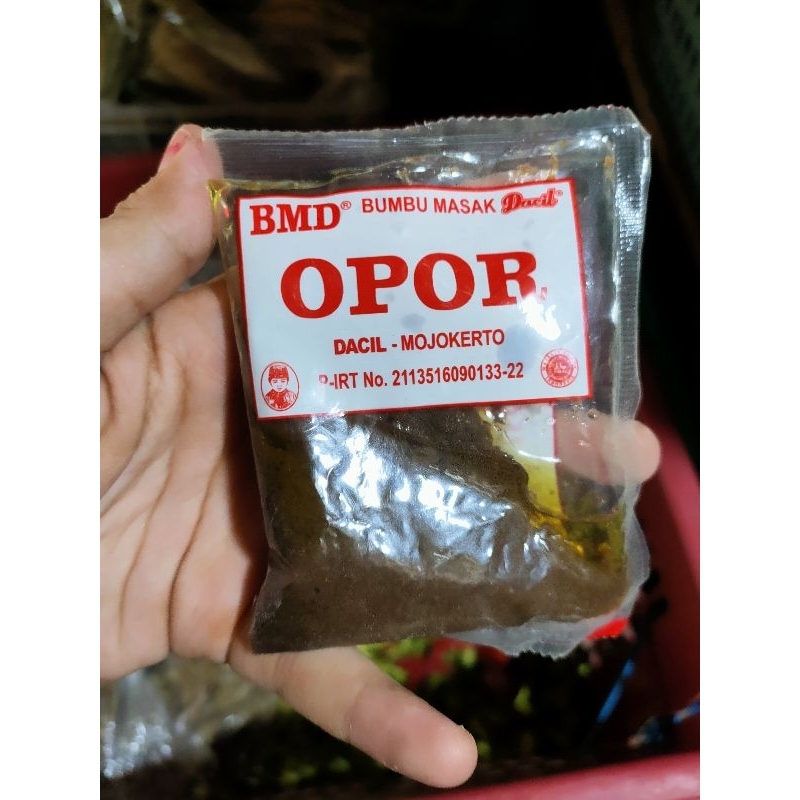 BMD® BUMBU MASAK Dacil®
OPOR
DACIL - MOJOKERTO
P-IRT No. 2113516090133-22